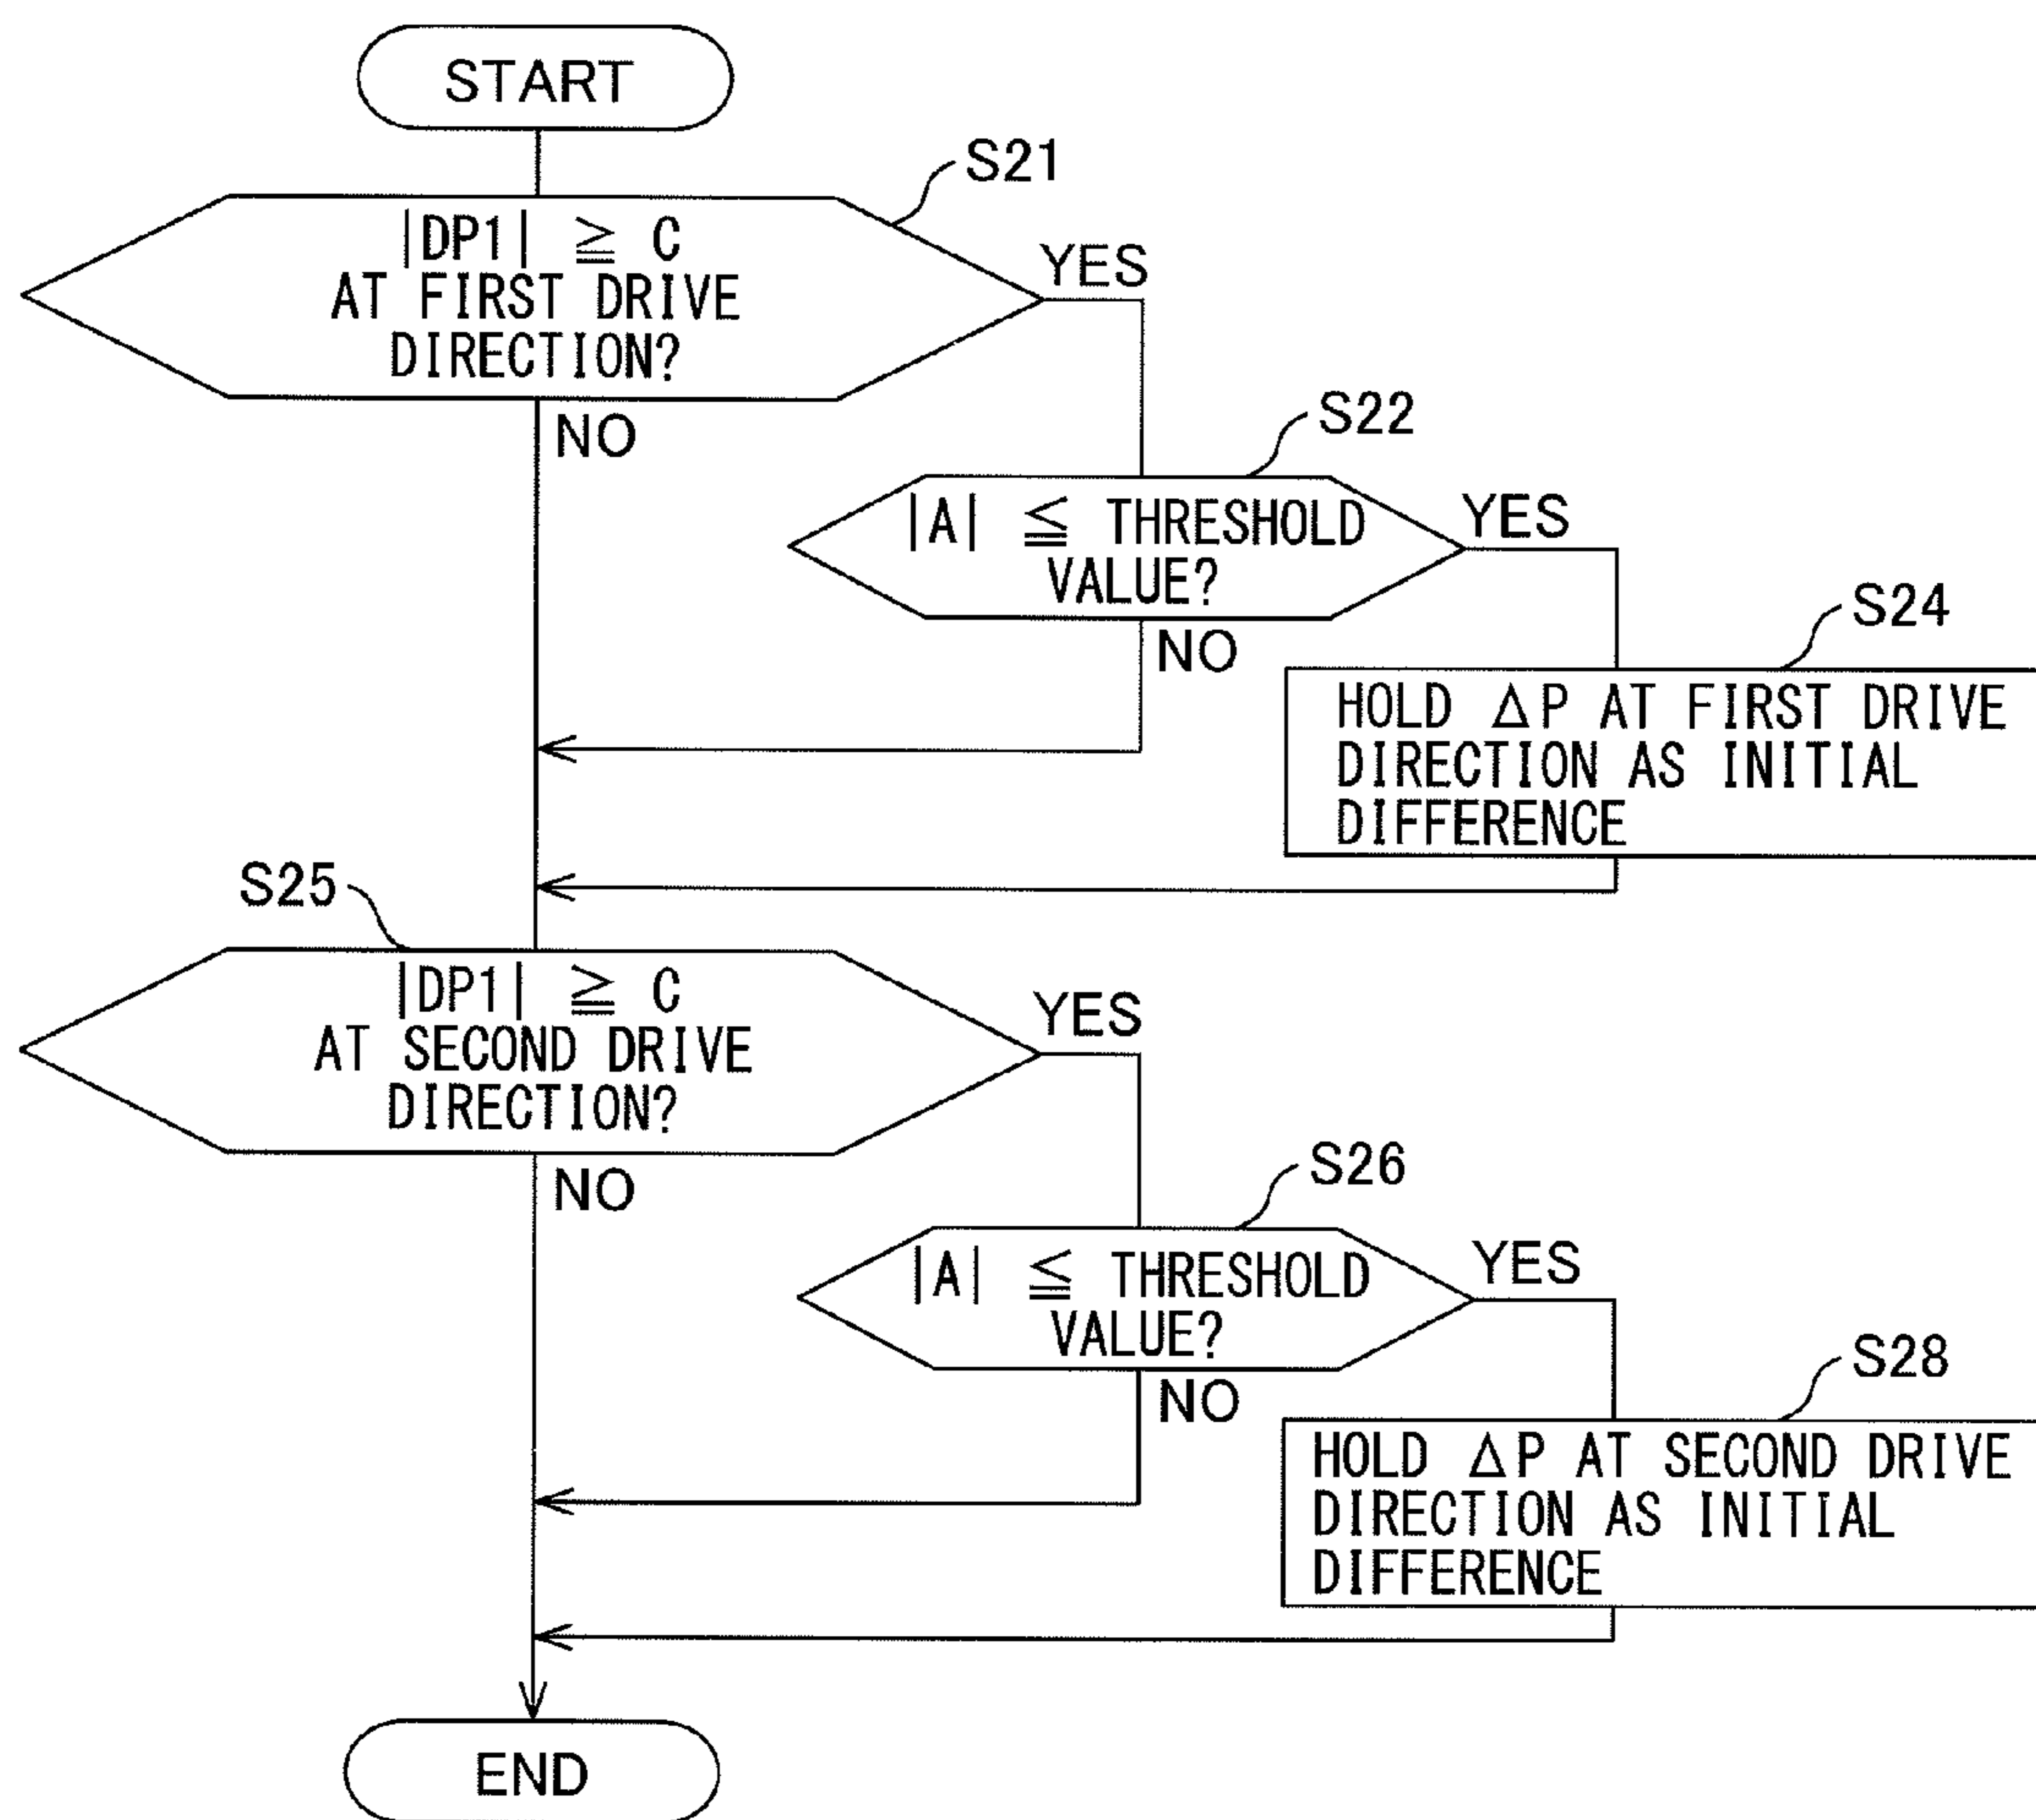 START
S21
|DP1| ≧ C
AT FIRST DRIVE
DIRECTION?
YES
NO
S22
|A| ≦ THRESHOLD
VALUE?
YES
NO
S24
HOLD △P AT FIRST DRIVE
DIRECTION AS INITIAL
DIFFERENCE
S25
|DP1| ≧ C
AT SECOND DRIVE
DIRECTION?
YES
NO
S26
|A| ≦ THRESHOLD
VALUE?
YES
NO
S28
HOLD △P AT SECOND DRIVE
DIRECTION AS INITIAL
DIFFERENCE
END